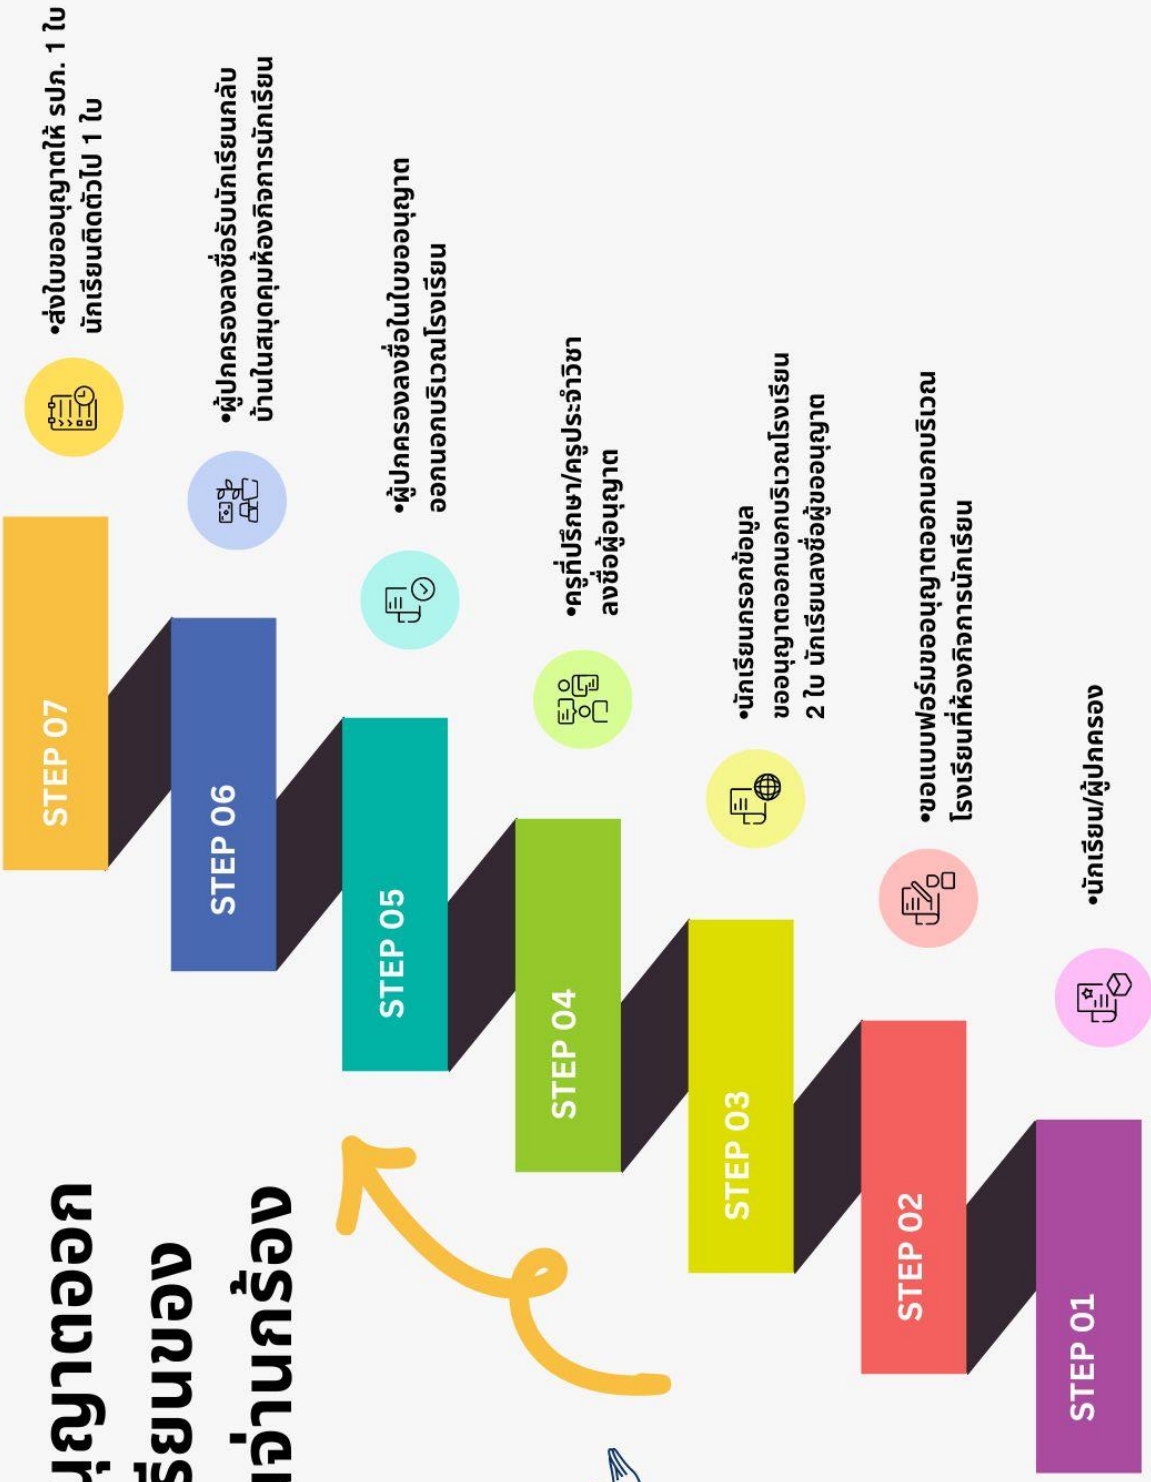 นุญาตออก
รียนของ
จ่านกร้อง
STEP 07
•ส่งใบขออนุญาตให้ รปภ. 1 ใบ
นักเรียนติดตัวไป 1 ใบ
STEP 06
•ผู้ปกครองลงชื่อรับนักเรียนกลับ
บ้านในสมุดคุมห้องกิจการนักเรียน
STEP 05
•ผู้ปกครองลงชื่อในใบขออนุญาต
ออกนอกบริเวณโรงเรียน
STEP 04
•ครูที่ปรึกษา/ครูประจำวิชา
ลงชื่อผู้อนุญาต
STEP 03
•นักเรียนกรอกข้อมูล
ขออนุญาตออกนอกบริเวณโรงเรียน
2 ใบ นักเรียนลงชื่อผู้ขออนุญาต
STEP 02
•ขอแบบฟอร์มขออนุญาตออกนอกบริเวณ
โรงเรียนที่ห้องกิจการนักเรียน
STEP 01
•นักเรียน/ผู้ปกครอง